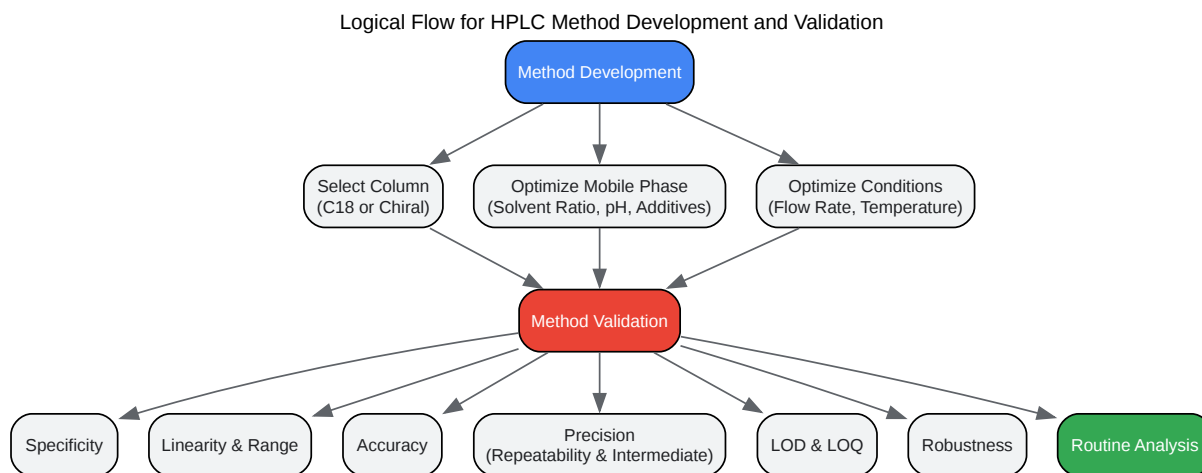 Logical Flow for HPLC Method Development and Validation
Method Development
Select Column
(C18 or Chiral)
Optimize Mobile Phase
(Solvent Ratio, pH, Additives)
Optimize Conditions
(Flow Rate, Temperature)
Method Validation
Specificity
Linearity & Range
Accuracy
Precision
(Repeatability & Intermediate)
LOD & LOQ
Robustness
Routine Analysis